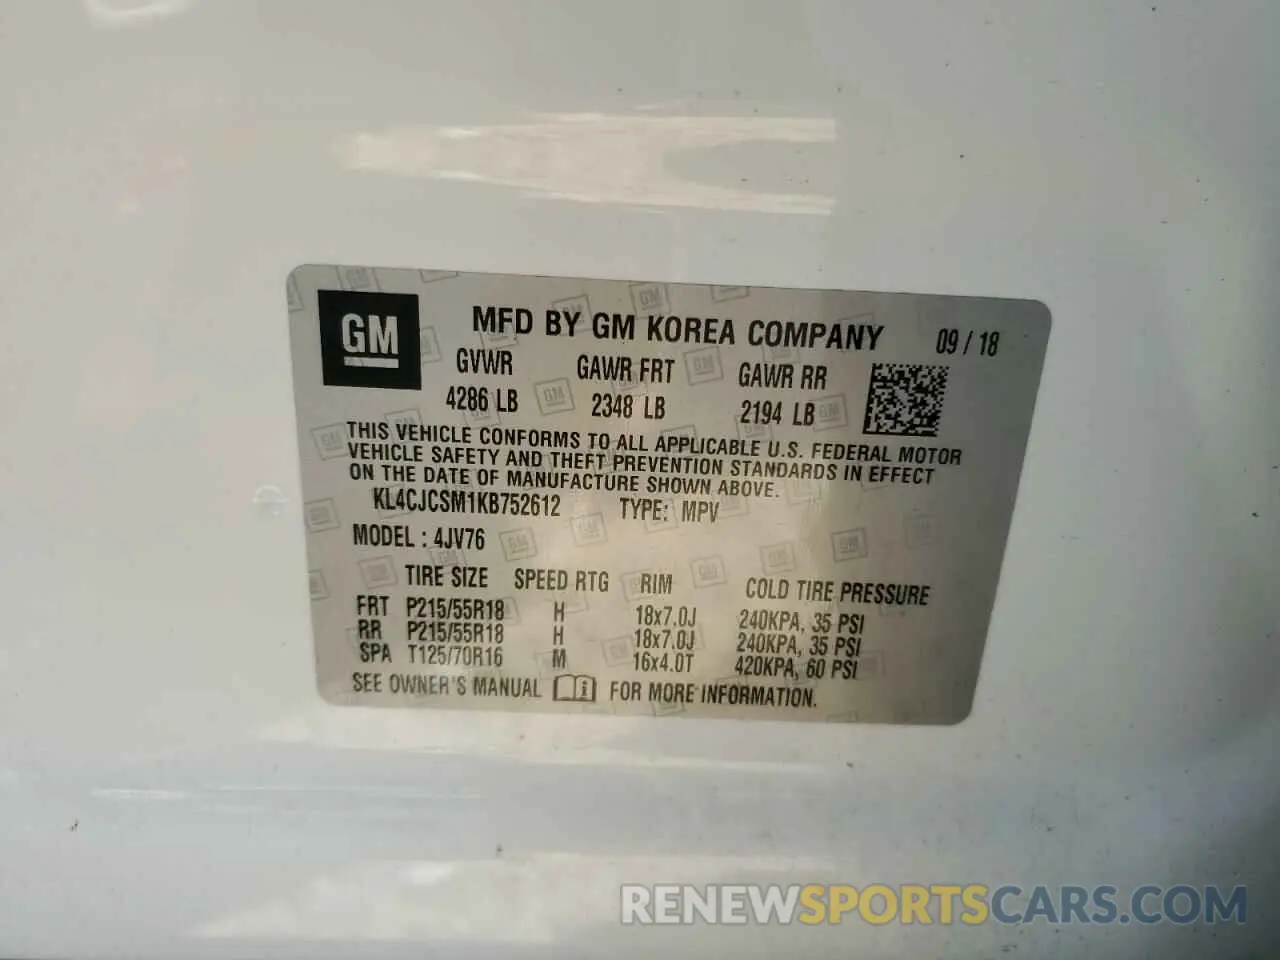 GM
MFD BY GM KOREA COMPANY 09 / 18
GVWR GAWR FRT GAWR RR
4286 LB 2348 LB 2194 LB
THIS VEHICLE CONFORMS TO ALL APPLICABLE U.S. FEDERAL MOTOR
VEHICLE SAFETY AND THEFT PREVENTION STANDARDS IN EFFECT
ON THE DATE OF MANUFACTURE SHOWN ABOVE.
KL4CJCSM1KB752612 TYPE: MPV
MODEL : 4JV76
TIRE SIZE SPEED RTG RIM COLD TIRE PRESSURE
FRT P215/55R18 H 18x7.0J 240KPA, 35 PSI
RR P215/55R18 H 18x7.0J 240KPA, 35 PSI
SPA T125/70R16 M 16x4.0T 420KPA, 60 PSI
SEE OWNER'S MANUAL FOR MORE INFORMATION.
RENEWSPORTSCARS.COM